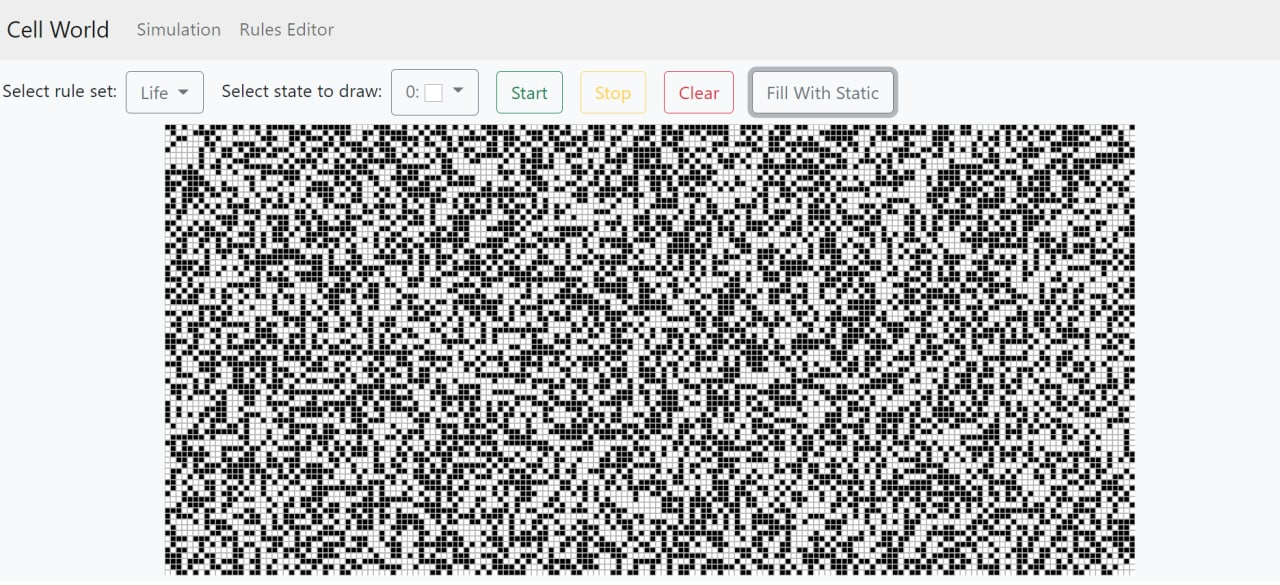 Cell World Simulation Rules Editor
Select rule set: Life Select state to draw: 0: Start Stop Clear Fill With Static